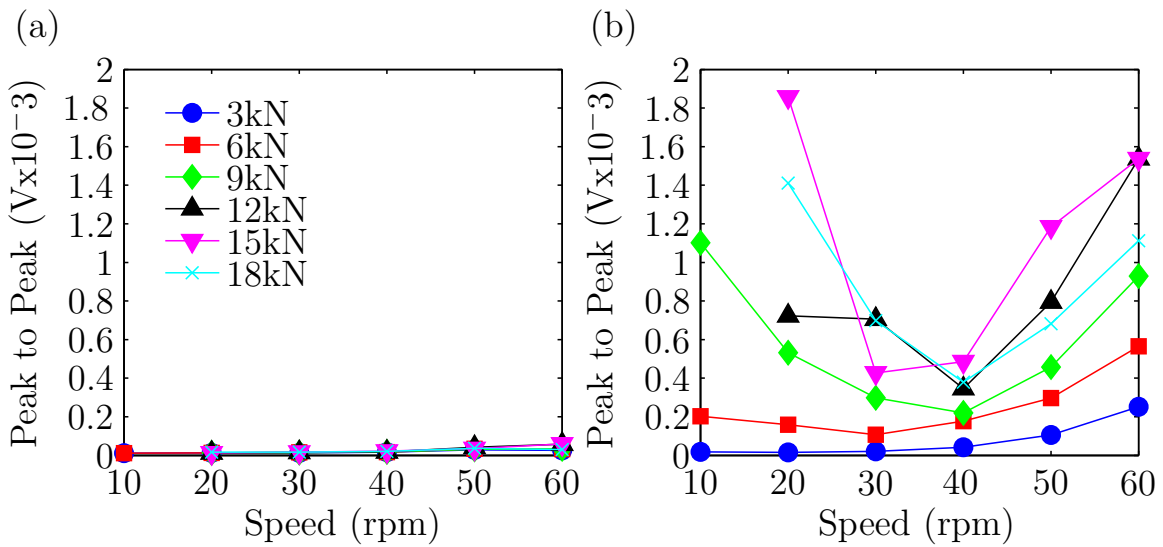 (a)
Peak to Peak (Vx10−3)
2
1.8
1.6
1.4
1.2
1
0.8
0.6
0.4
0.2
0
10 20 30 40 50 60
Speed (rpm)
3kN
6kN
9kN
12kN
15kN
18kN
(b)
Peak to Peak (Vx10−3)
2
1.8
1.6
1.4
1.2
1
0.8
0.6
0.4
0.2
0
10 20 30 40 50 60
Speed (rpm)